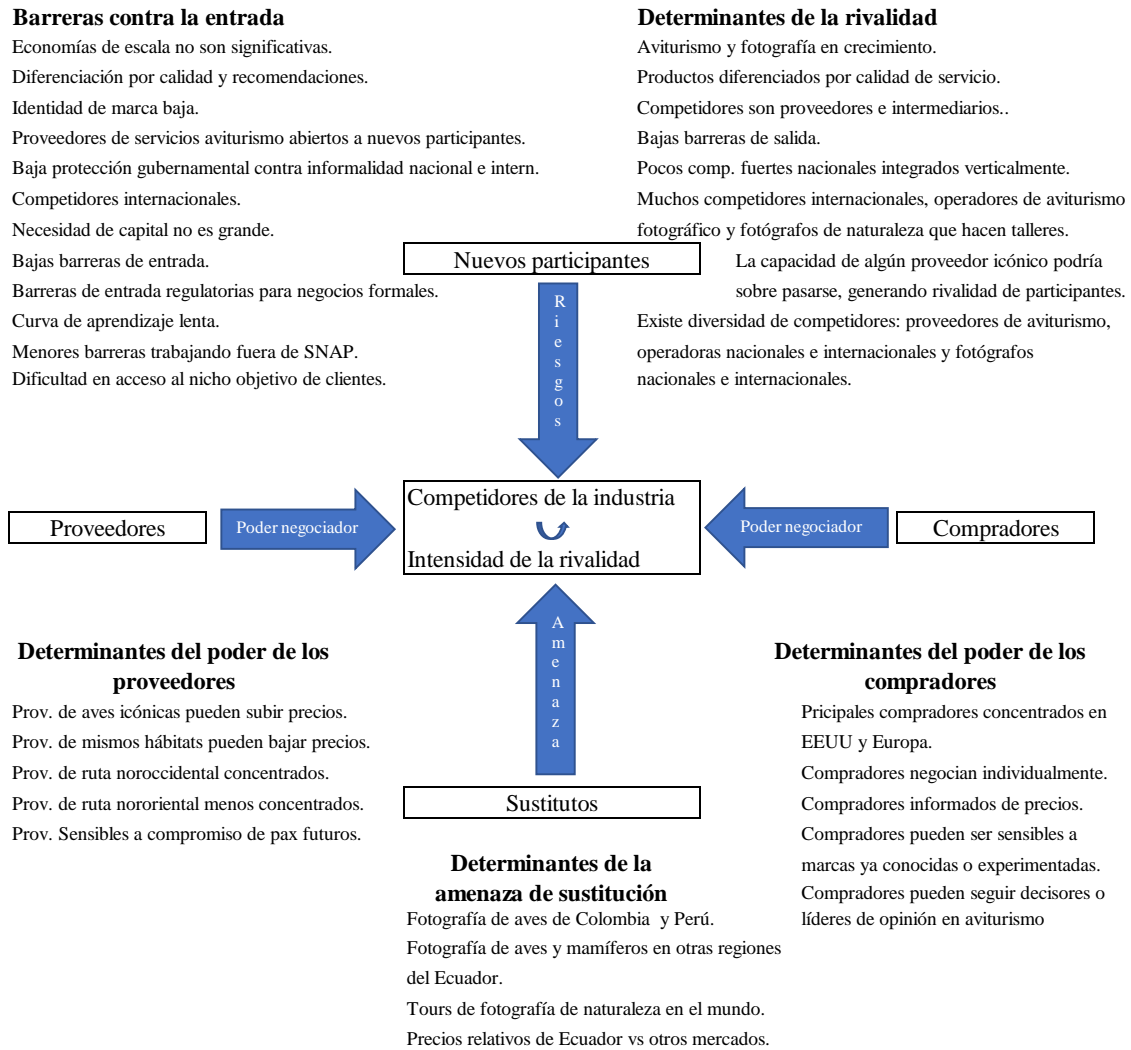 Barreras contra la entrada
Economías de escala no son significativas.
Diferenciación por calidad y recomendaciones.
Identidad de marca baja.
Proveedores de servicios aviturismo abiertos a nuevos participantes.
Baja protección gubernamental contra informalidad nacional e intern.
Competidores internacionales.
Necesidad de capital no es grande.
Bajas barreras de entrada.
Barreras de entrada regulatorias para negocios formales.
Curva de aprendizaje lenta.
Menores barreras trabajando fuera de SNAP.
Dificultad en acceso al nicho objetivo de clientes.
Determinantes de la rivalidad
Aviturismo y fotografía en crecimiento.
Productos diferenciados por calidad de servicio.
Competidores son proveedores e intermediarios..
Bajas barreras de salida.
Pocos comp. fuertes nacionales integrados verticalmente.
Muchos competidores internacionales, operadores de aviturismo
fotográfico y fotógrafos de naturaleza que hacen talleres.
La capacidad de algún proveedor icónico podría
sobre pasarse, generando rivalidad de participantes.
Existe diversidad de competidores: proveedores de aviturismo,
operadoras nacionales e internacionales y fotógrafos
nacionales e internacionales.
Nuevos participantes
Riesgos
Proveedores
Poder negociador
Competidores de la industria
Intensidad de la rivalidad
Poder negociador
Compradores
Amenaza
Sustitutos
Determinantes del poder de los
proveedores
Prov. de aves icónicas pueden subir precios.
Prov. de mismos hábitats pueden bajar precios.
Prov. de ruta noroccidental concentrados.
Prov. de ruta nororiental menos concentrados.
Prov. Sensibles a compromiso de pax futuros.
Determinantes de la
amenaza de sustitución
Fotografía de aves de Colombia y Perú.
Fotografía de aves y mamíferos en otras regiones
del Ecuador.
Tours de fotografía de naturaleza en el mundo.
Precios relativos de Ecuador vs otros mercados.
Determinantes del poder de los
compradores
Pricipales compradores concentrados en
EEUU y Europa.
Compradores negocian individualmente.
Compradores informados de precios.
Compradores pueden ser sensibles a
marcas ya conocidas o experimentadas.
Compradores pueden seguir decisores o
líderes de opinión en aviturismo